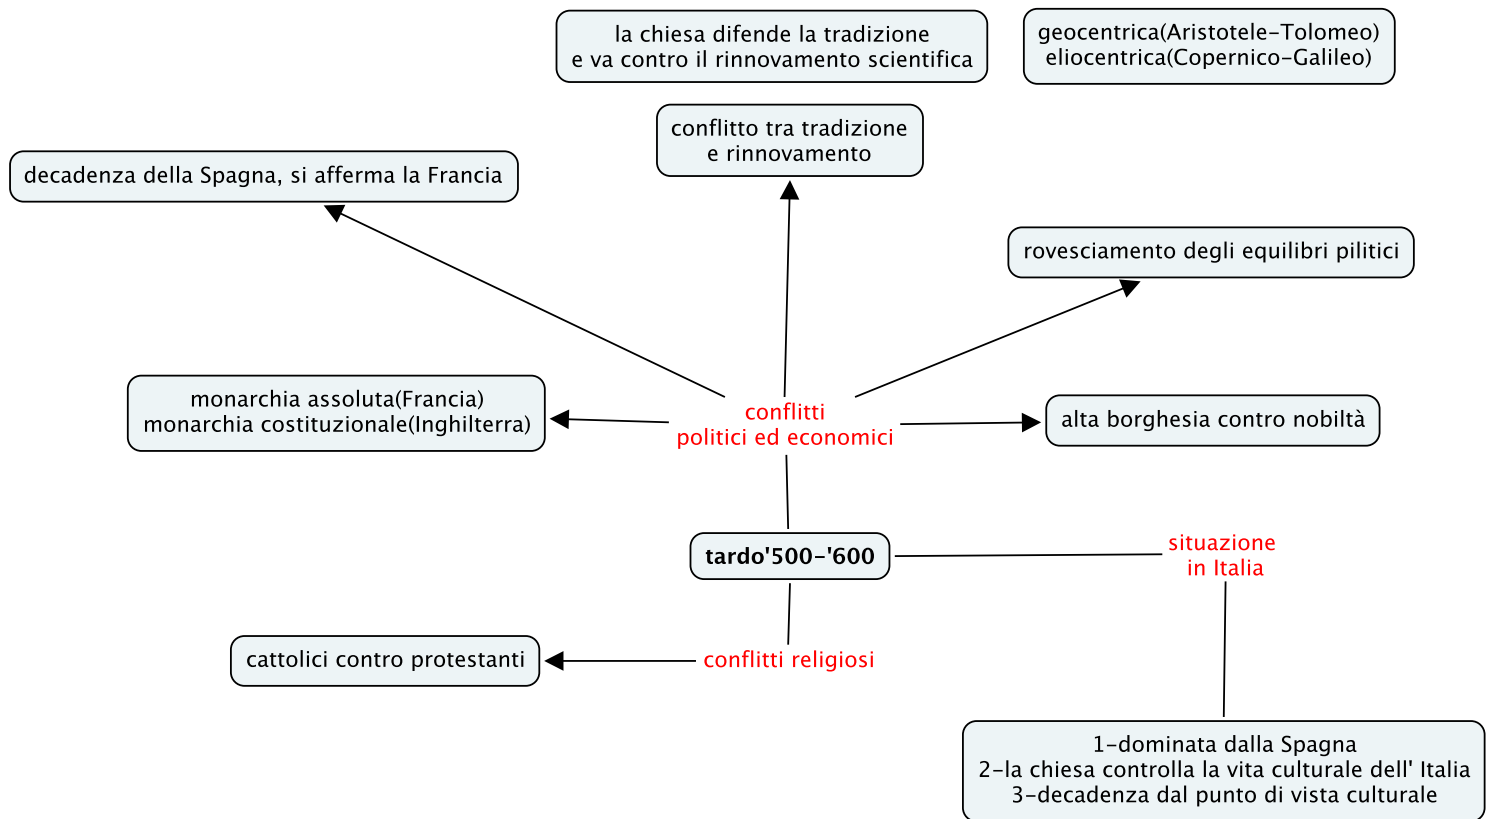 la chiesa difende la tradizione
e va contro il rinnovamento scientifica
geocentrica(Aristotele-Tolomeo)
eliocentrica(Copernico-Galileo)
conflitto tra tradizione
e rinnovamento
decadenza della Spagna, si afferma la Francia
rovesciamento degli equilibri pilitici
monarchia assoluta(Francia)
monarchia costituzionale(Inghilterra)
conflitti
politici ed economici
alta borghesia contro nobiltà
tardo'500-'600
situazione
in Italia
cattolici contro protestanti
conflitti religiosi
1-dominata dalla Spagna
2-la chiesa controlla la vita culturale dell' Italia
3-decadenza dal punto di vista culturale